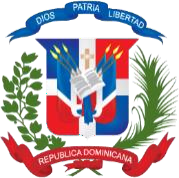 DIOS PATRIA LIBERTAD
REPUBLICA DOMINICANA